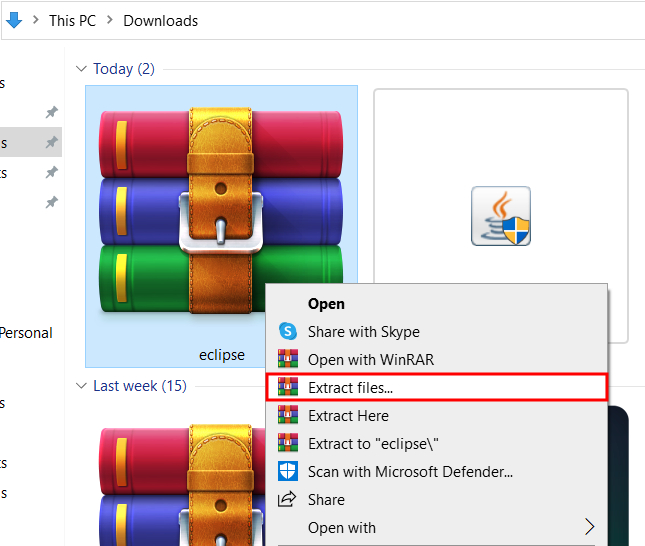 This PC > Downloads
Today (2)
s
s
ts
eclipse
Personal
Last week (15)
s
ts
s
Open
Share with Skype
Open with WinRAR
Extract files...
Extract Here
Extract to "eclipse\"
Scan with Microsoft Defender...
Share
Open with